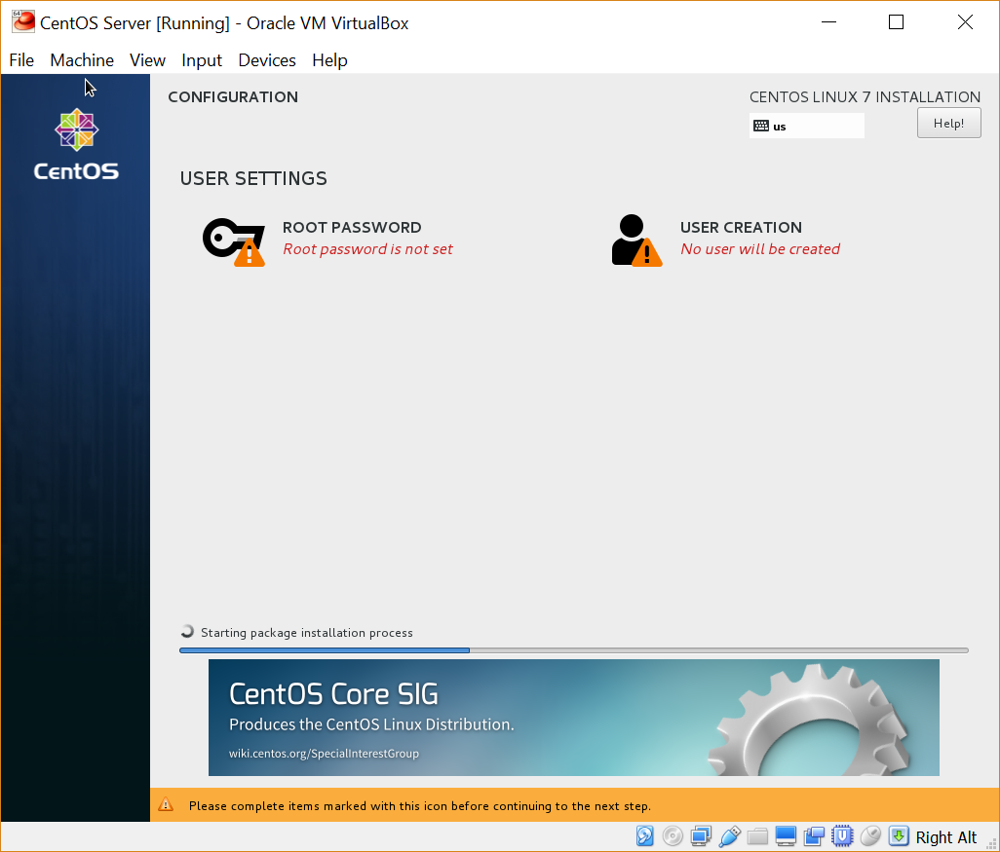 CentOS Server [Running] - Oracle VM VirtualBox
File Machine View Input Devices Help
CentOS
CONFIGURATION
CENTOS LINUX 7 INSTALLATION
us
Help!
USER SETTINGS
ROOT PASSWORD
Root password is not set
USER CREATION
No user will be created
Starting package installation process
CentOS Core SIG
Produces the CentOS Linux Distribution.
wiki.centos.org/SpecialInterestGroup
Please complete items marked with this icon before continuing to the next step.
Right Alt